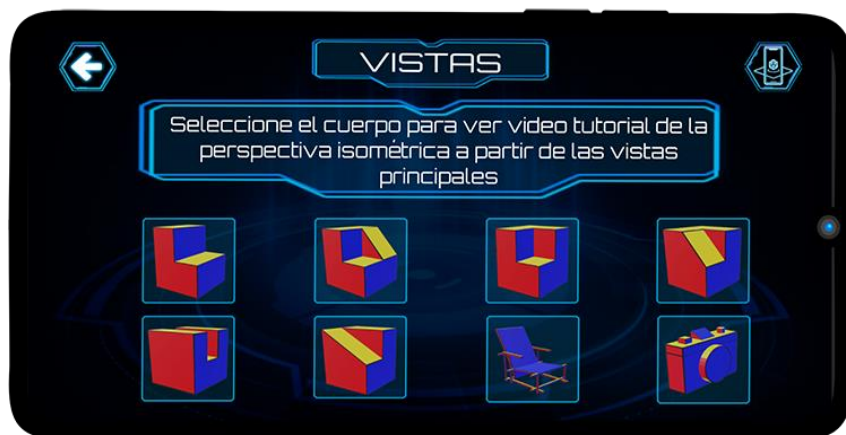 VISTAS
Seleccione el cuerpo para ver video tutorial de la
perspectiva isométrica a partir de las vistas
principales